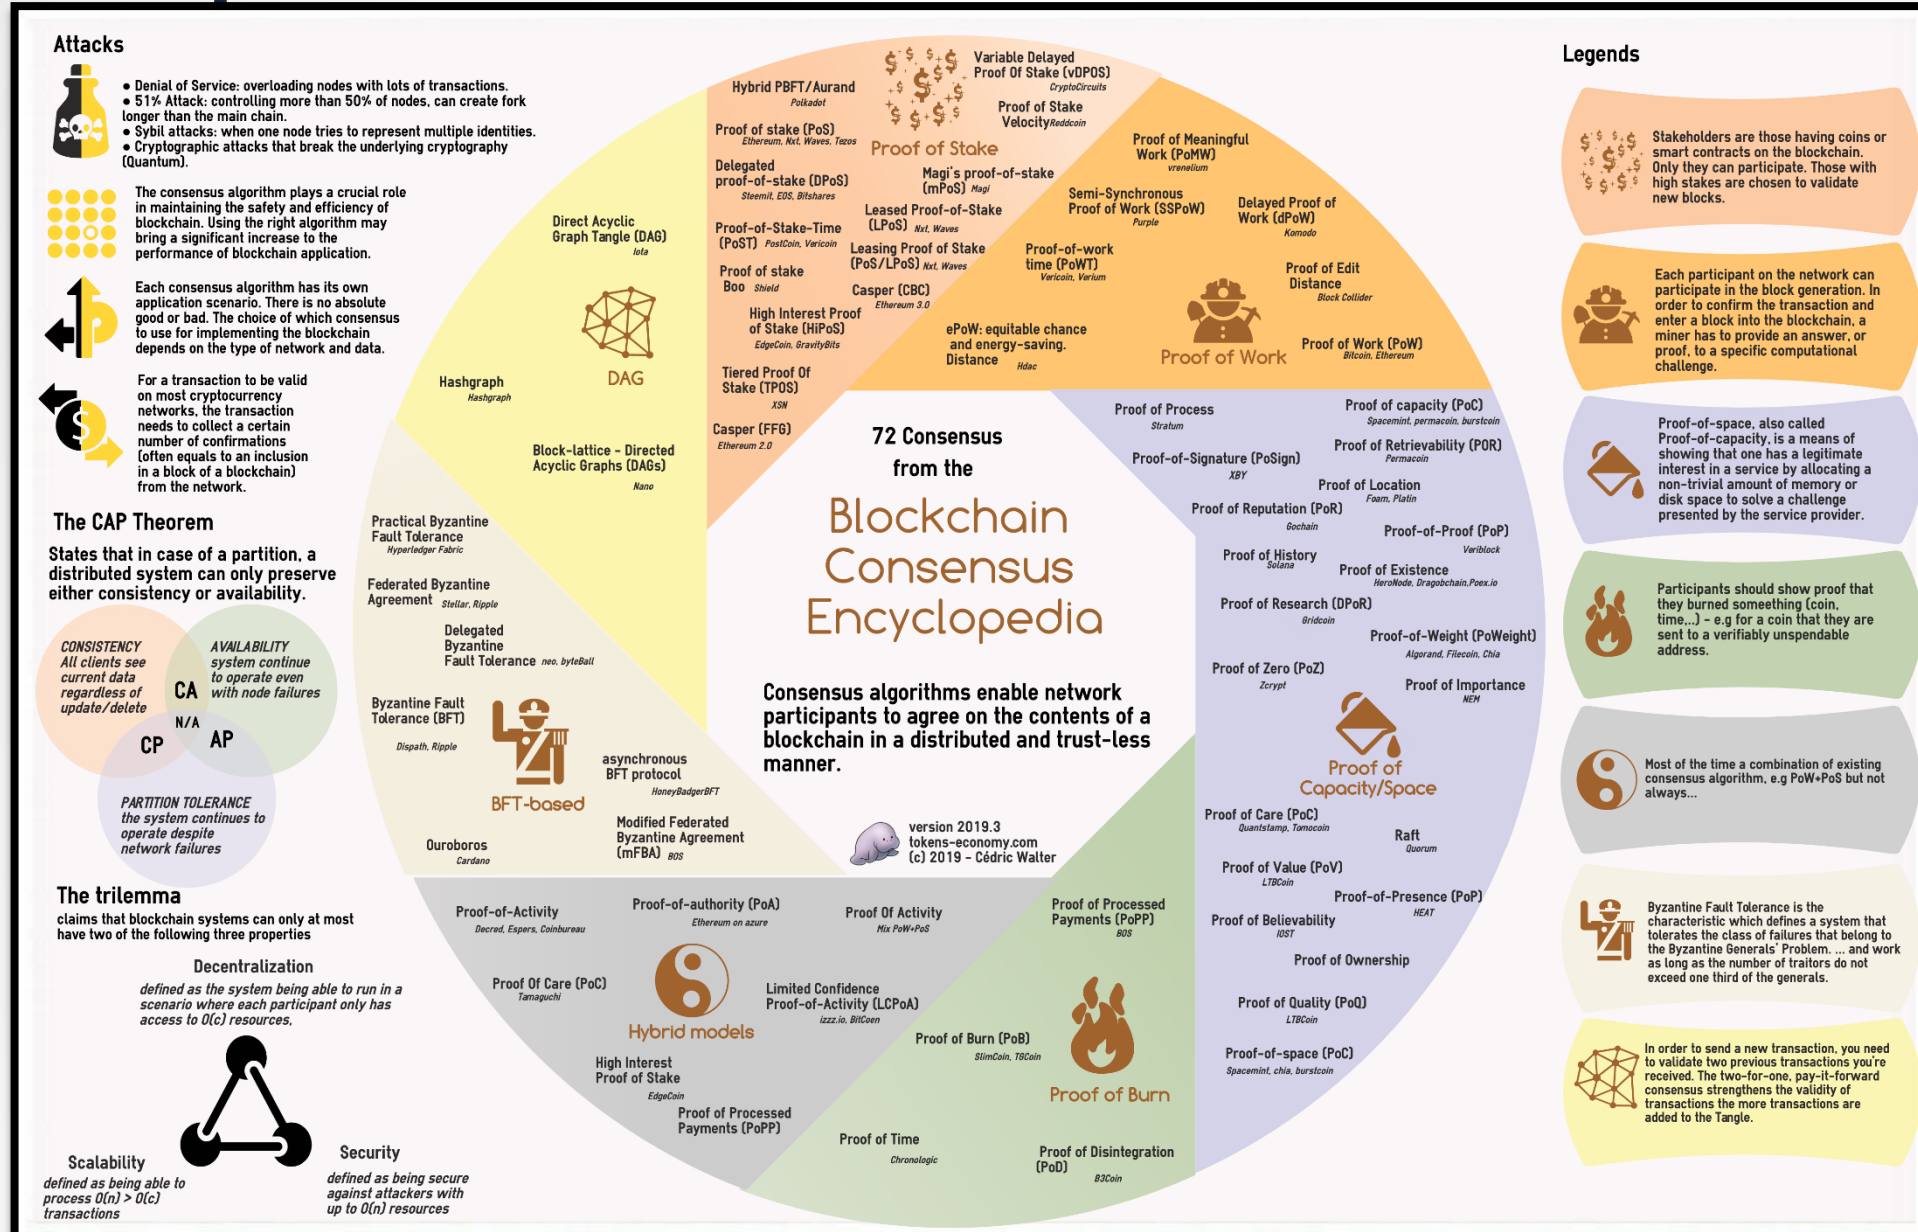 Attacks
● Denial of Service: overloading nodes with lots of transactions.
● 51% Attack: controlling more than 50% of nodes, can create fork
longer than the main chain.
● Sybil attacks: when one node tries to represent multiple identities.
● Cryptographic attacks that break the underlying cryptography
(Quantum).
The consensus algorithm plays a crucial role
in maintaining the safety and efficiency of
blockchain. Using the right algorithm may
bring a significant increase to the
performance of blockchain application.
Each consensus algorithm has its own
application scenario. There is no absolute
good or bad. The choice of which consensus
to use for implementing the blockchain
depends on the type of network and data.
For a transaction to be valid
on most cryptocurrency
networks, the transaction
needs to collect a certain
number of confirmations
(often equals to an inclusion
in a block of a blockchain)
from the network.
The CAP Theorem
States that in case of a partition, a
distributed system can only preserve
either consistency or availability.
CONSISTENCY
All clients see
current data
regardless of
update/delete
AVAILABILITY
system continue
to operate even
with node failures
CA
N/A
CP
AP
PARTITION TOLERANCE
the system continues to
operate despite
network failures
The trilemma
claims that blockchain systems can only at most
have two of the following three properties
Decentralization
defined as the system being able to run in a
scenario where each participant only has
access to O(c) resources,
Scalability
defined as being able to
process O(n) > O(c)
transactions
Security
defined as being secure
against attackers with
up to O(n) resources
Direct Acyclic
Graph Tangle (DAG)
Iota
DAG
Hashgraph
Hashgraph
Block-lattice - Directed
Acyclic Graphs (DAGs)
Nano
Hybrid PBFT/Aurand
Polkadot
Proof of stake (PoS)
Ethereum, Nxt, Waves, Tezos
Delegated
proof-of-stake (DPoS)
Steemit, EOS, Bitshares
Proof-of-Stake-Time
(PoST) PostCoin, Vericoin
Proof of stake
Boo Shield
High Interest Proof
of Stake (HiPoS)
EdgeCoin, GravityBits
Tiered Proof Of
Stake (TPOS)
XSN
Casper (FFG)
Ethereum 2.0
Variable Delayed
Proof Of Stake (vDPOS)
CryptoCircuits
Proof of Stake
Velocity Reddcoin
Proof of Stake
Magi's proof-of-stake
(mPoS) Magi
Leased Proof-of-Stake
(LPoS) Nxt, Waves
Leasing Proof of Stake
(PoS/LPoS) Nxt, Waves
Casper (CBC)
Ethereum 3.0
Proof of Meaningful
Work (PoMW)
vrenelium
Semi-Synchronous
Proof of Work (SSPoW)
Purple
Delayed Proof of
Work (dPoW)
Komodo
Proof-of-work
time (PoWT)
Vericoin, Verium
Proof of Edit
Distance
Block Collider
ePoW: equitable chance
and energy-saving.
Distance
Hdac
Proof of Work
Proof of Work (PoW)
Bitcoin, Ethereum
72 Consensus
from the
Blockchain
Consensus
Encyclopedia
Consensus algorithms enable network
participants to agree on the contents of a
blockchain in a distributed and trust-less
manner.
version 2019.3
tokens-economy.com
(c) 2019 - Cédric Walter
Practical Byzantine
Fault Tolerance
Hyperledger Fabric
Federated Byzantine
Agreement Stellar, Ripple
Delegated
Byzantine
Fault Tolerance neo, byteBall
Byzantine Fault
Tolerance (BFT)
Dispath, Ripple
BFT-based
asynchronous
BFT protocol
HoneyBadgerBFT
Modified Federated
Byzantine Agreement
(mFBA) BOS
Ouroboros
Cardano
Proof of Process
Stratum
Proof of capacity (PoC)
Spacemint, permacoin, burstcoin
Proof of Retrievability (POR)
Permacoin
Proof-of-Signature (PoSign)
XBY
Proof of Location
Foam, Platin
Proof of Reputation (PoR)
Gochain
Proof-of-Proof (PoP)
Veriblock
Proof of History
Solana
Proof of Existence
HeroNode, Dragobchain,Poex.io
Proof of Research (DPoR)
Gridcoin
Proof-of-Weight (PoWeight)
Algorand, Filecoin, Chia
Proof of Zero (PoZ)
Zcrypt
Proof of Importance
NEM
Proof of
Capacity/Space
Proof of Care (PoC)
Quantstamp, Tomocoin
Raft
Quorum
Proof of Value (PoV)
LTBCoin
Proof-of-Presence (PoP)
HEAT
Proof of Believability
IOST
Proof of Ownership
Proof of Quality (PoQ)
LTBCoin
Proof-of-space (PoC)
Spacemint, chia, burstcoin
Proof-of-Activity
Decred, Espers, Coinbureau
Proof-of-authority (PoA)
Ethereum on azure
Proof Of Activity
Mix PoW+PoS
Proof Of Care (PoC)
Tamaguchi
Hybrid models
Limited Confidence
Proof-of-Activity (LCPoA)
izzz.io, BitCoen
High Interest
Proof of Stake
EdgeCoin
Proof of Processed
Payments (PoPP)
Proof of Processed
Payments (PoPP)
BOS
Proof of Burn (PoB)
SlimCoin, TGCoin
Proof of Burn
Proof of Time
Chronologic
Proof of Disintegration
(PoD)
B3Coin
Legends
Stakeholders are those having coins or
smart contracts on the blockchain.
Only they can participate. Those with
high stakes are chosen to validate
new blocks.
Each participant on the network can
participate in the block generation. In
order to confirm the transaction and
enter a block into the blockchain, a
miner has to provide an answer, or
proof, to a specific computational
challenge.
Proof-of-space, also called
Proof-of-capacity, is a means of
showing that one has a legitimate
interest in a service by allocating a
non-trivial amount of memory or
disk space to solve a challenge
presented by the service provider.
Participants should show proof that
they burned someething (coin,
time,..) - e.g for a coin that they are
sent to a verifiably unspendable
address.
Most of the time a combination of existing
consensus algorithm, e.g PoW+PoS but not
always...
Byzantine Fault Tolerance is the
characteristic which defines a system that
tolerates the class of failures that belong to
the Byzantine Generals' Problem. ... and work
as long as the number of traitors do not
exceed one third of the generals.
In order to send a new transaction, you need
to validate two previous transactions you're
received. The two-for-one, pay-it-forward
consensus strengthens the validity of
transactions the more transactions are
added to the Tangle.